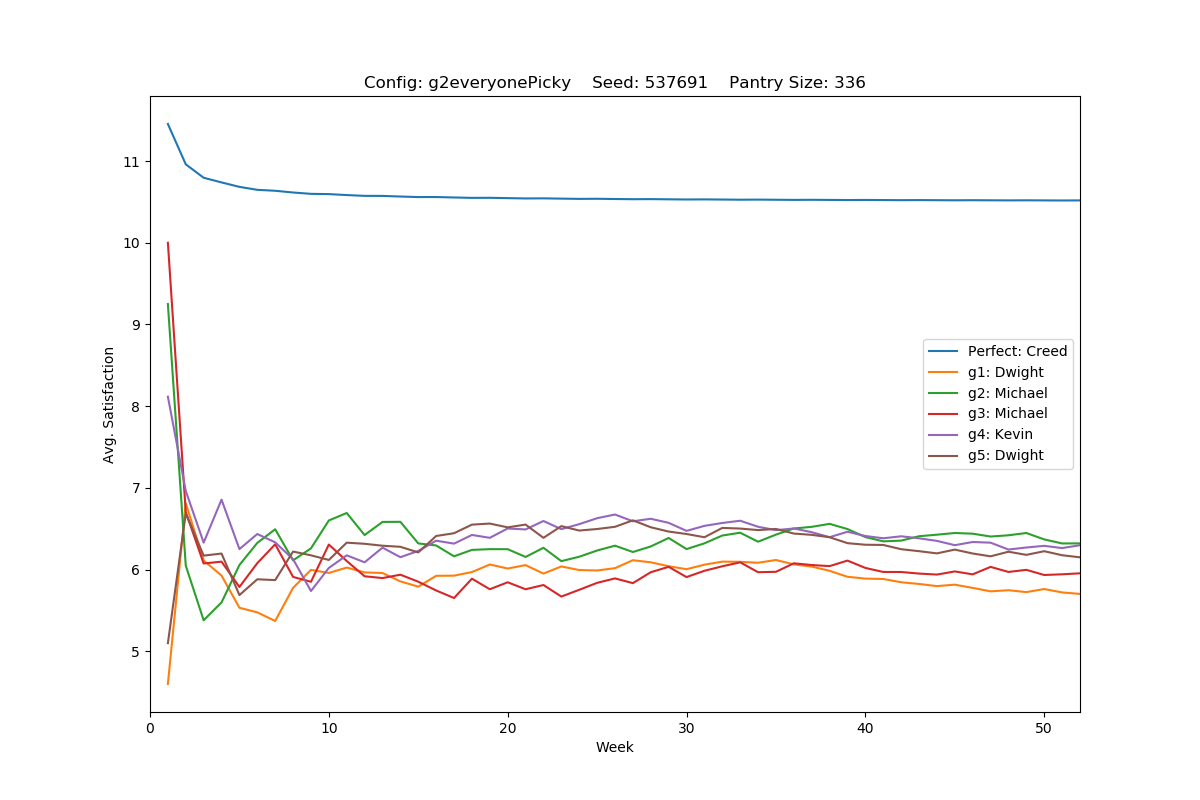 Config: g2everyonePicky    Seed: 537691    Pantry Size: 336
Avg. Satisfaction
11
10
9
8
7
6
5
Perfect: Creed
g1: Dwight
g2: Michael
g3: Michael
g4: Kevin
g5: Dwight
0 10 20 30 40 50
Week